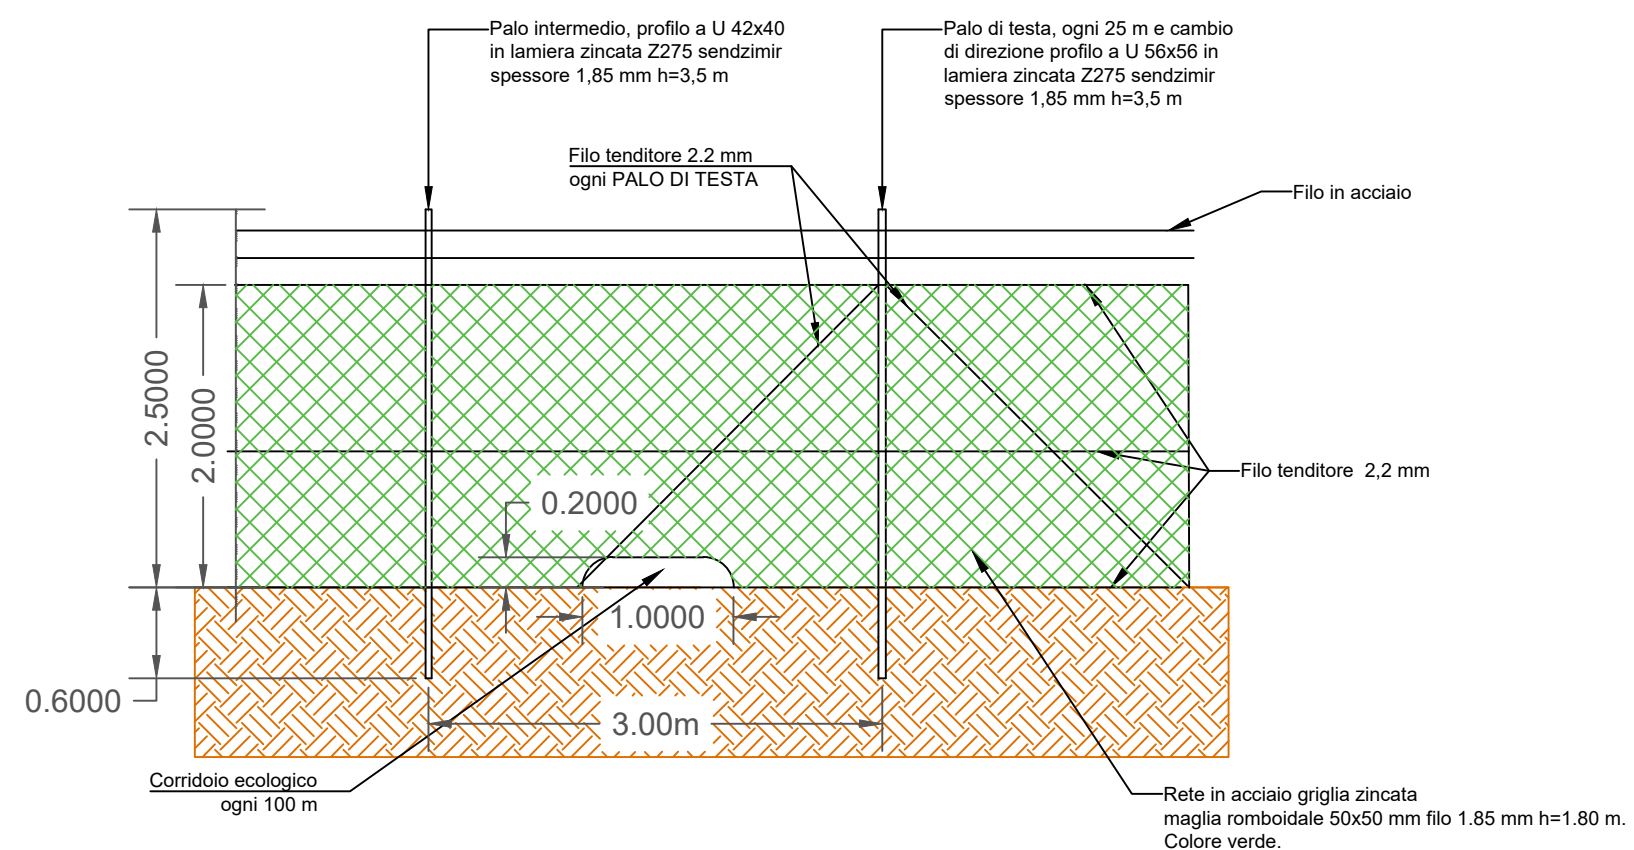 Palo intermedio, profilo a U 42x40
in lamiera zincata Z275 sendzimir
spessore 1,85 mm h=3,5 m
Palo di testa, ogni 25 m e cambio
di direzione profilo a U 56x56 in
lamiera zincata Z275 sendzimir
spessore 1,85 mm h=3,5 m
Filo tenditore 2.2 mm
ogni PALO DI TESTA
Filo in acciaio
2.5000
2.0000
Filo tenditore  2,2 mm
0.2000
1.0000
0.6000
3.00m
Corridoio ecologico
ogni 100 m
Rete in acciaio griglia zincata
maglia romboidale 50x50 mm filo 1.85 mm h=1.80 m.
Colore verde.